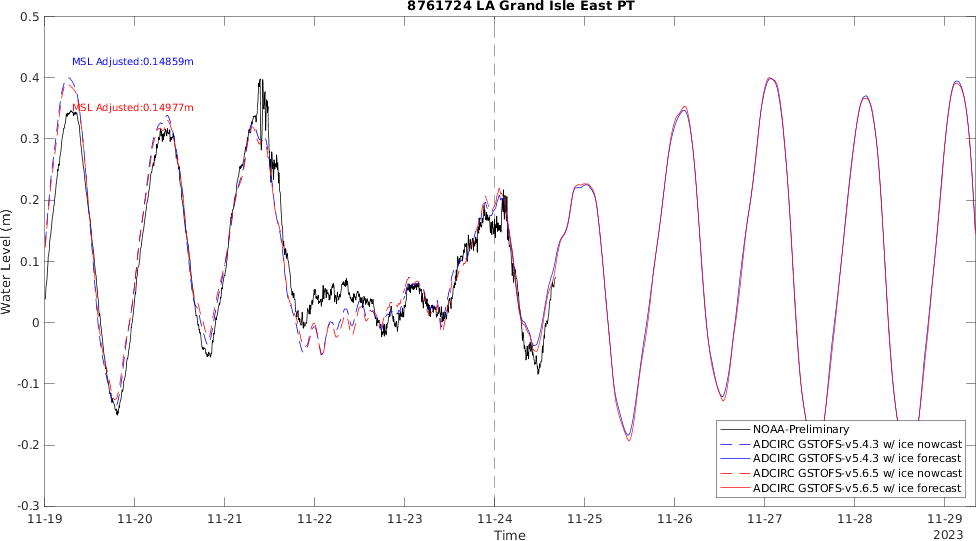 8761724 LA Grand Isle East PT
0.5
MSL Adjusted:0.14859m
0.4
MSL Adjusted:0.14977m
0.3
0.2
0.1
0
-0.1
-0.2
-0.3
Water Level (m)
NOAA-Preliminary
ADCIRC GSTOFS-v5.4.3 w/ ice nowcast
ADCIRC GSTOFS-v5.4.3 w/ ice forecast
ADCIRC GSTOFS-v5.6.5 w/ ice nowcast
ADCIRC GSTOFS-v5.6.5 w/ ice forecast
11-19 11-20 11-21 11-22 11-23 11-24 11-25 11-26 11-27 11-28 11-29
Time 2023